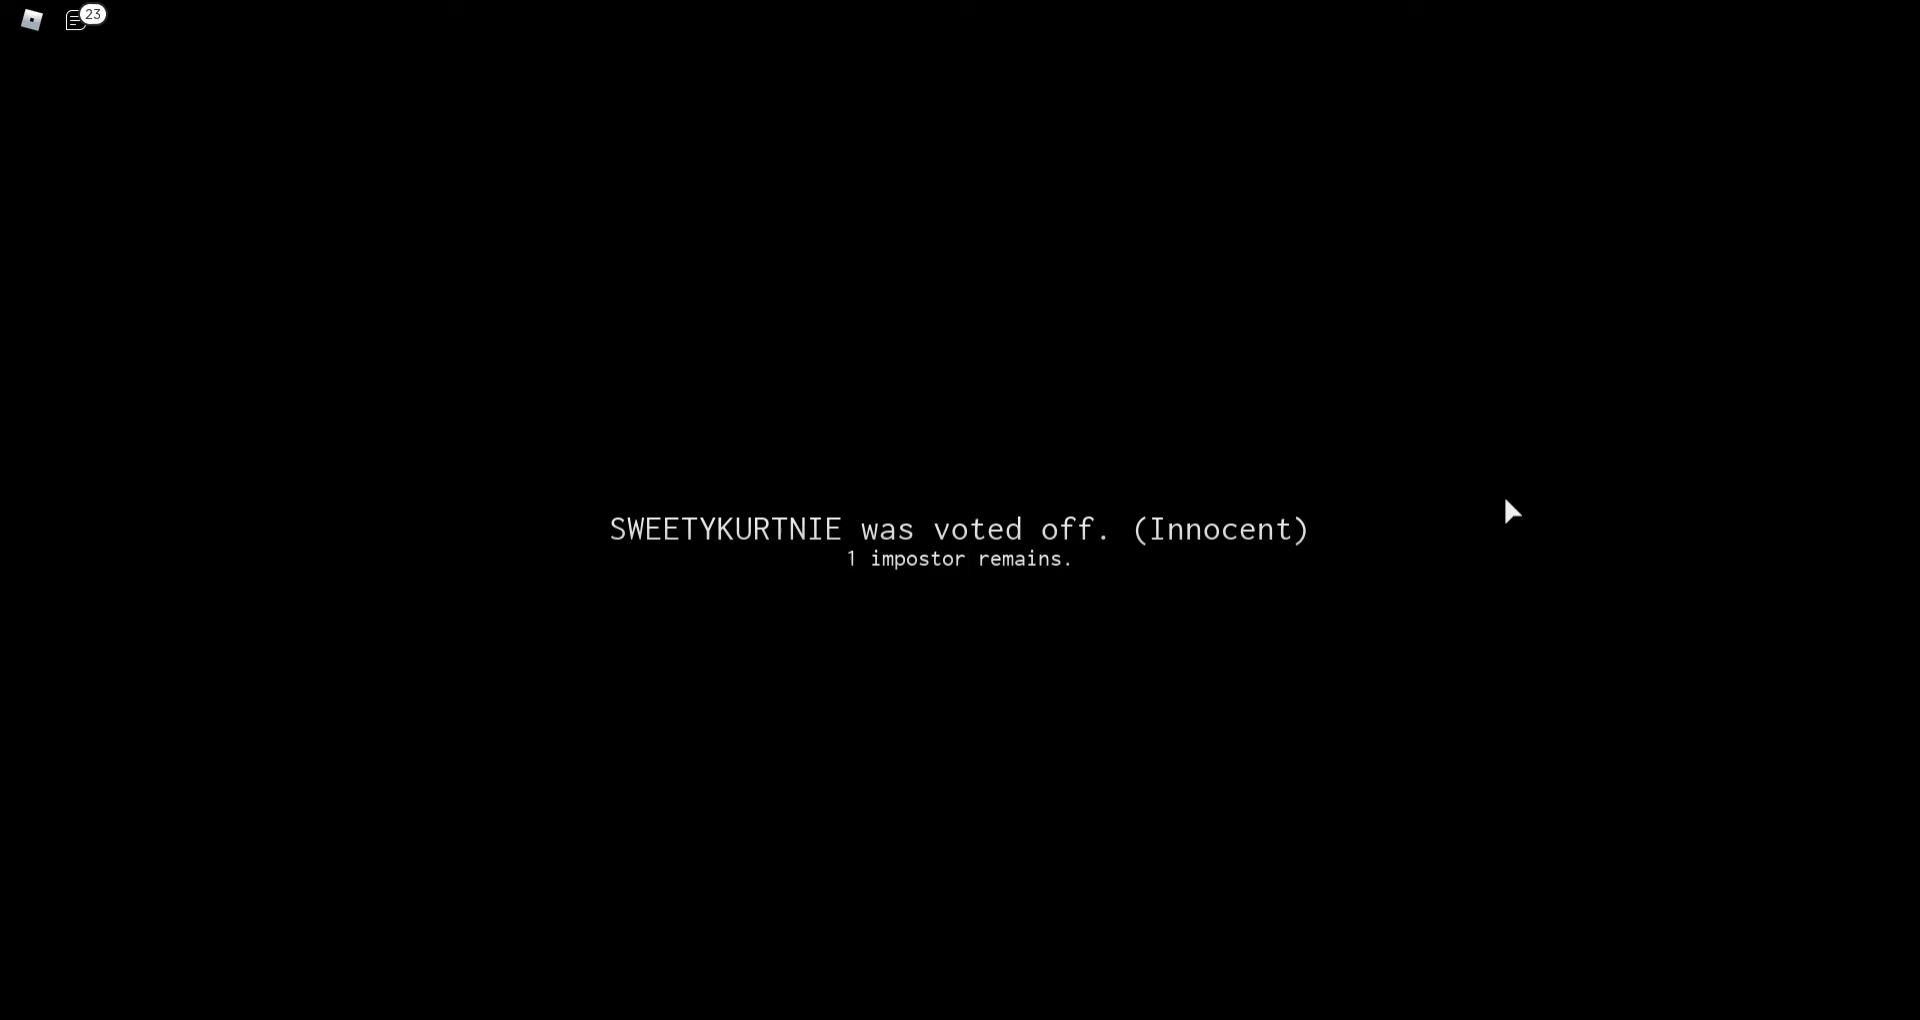 23
SWEETYKURTNIE was voted off. (Innocent)
1 impostor remains.